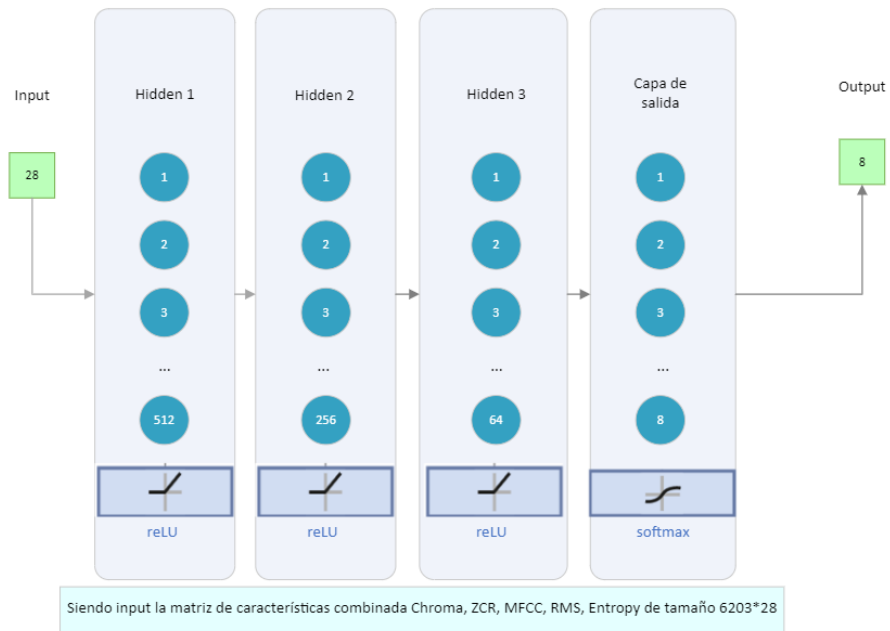 Input
Hidden 1
Hidden 2
Hidden 3
Capa de
salida
Output
28
1
1
1
1
8
2
2
2
2
3
3
3
3
...
...
...
...
512
256
64
8
reLU
reLU
reLU
softmax
Siendo input la matriz de características combinada Chroma, ZCR, MFCC, RMS, Entropy de tamaño 6203*28